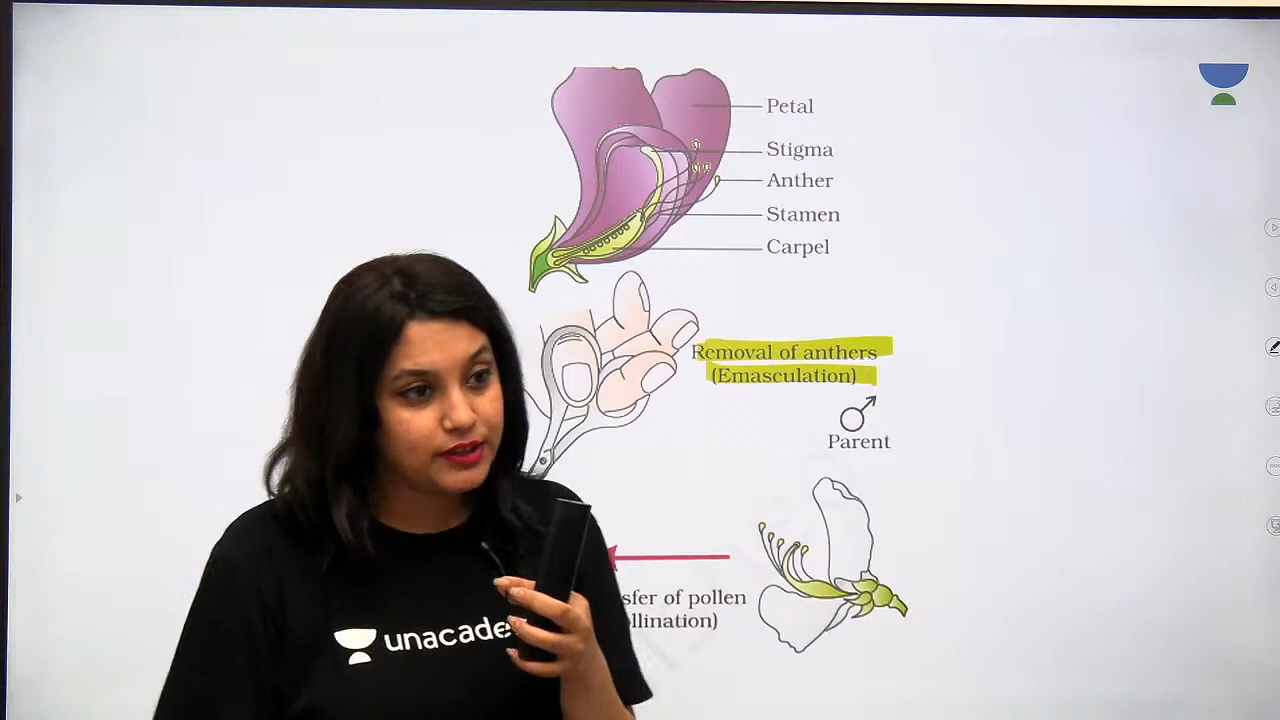 Petal
Stigma
Anther
Stamen
Carpel
Removal of anthers
(Emasculation)
Parent
sfer of pollen
llination)
unacade